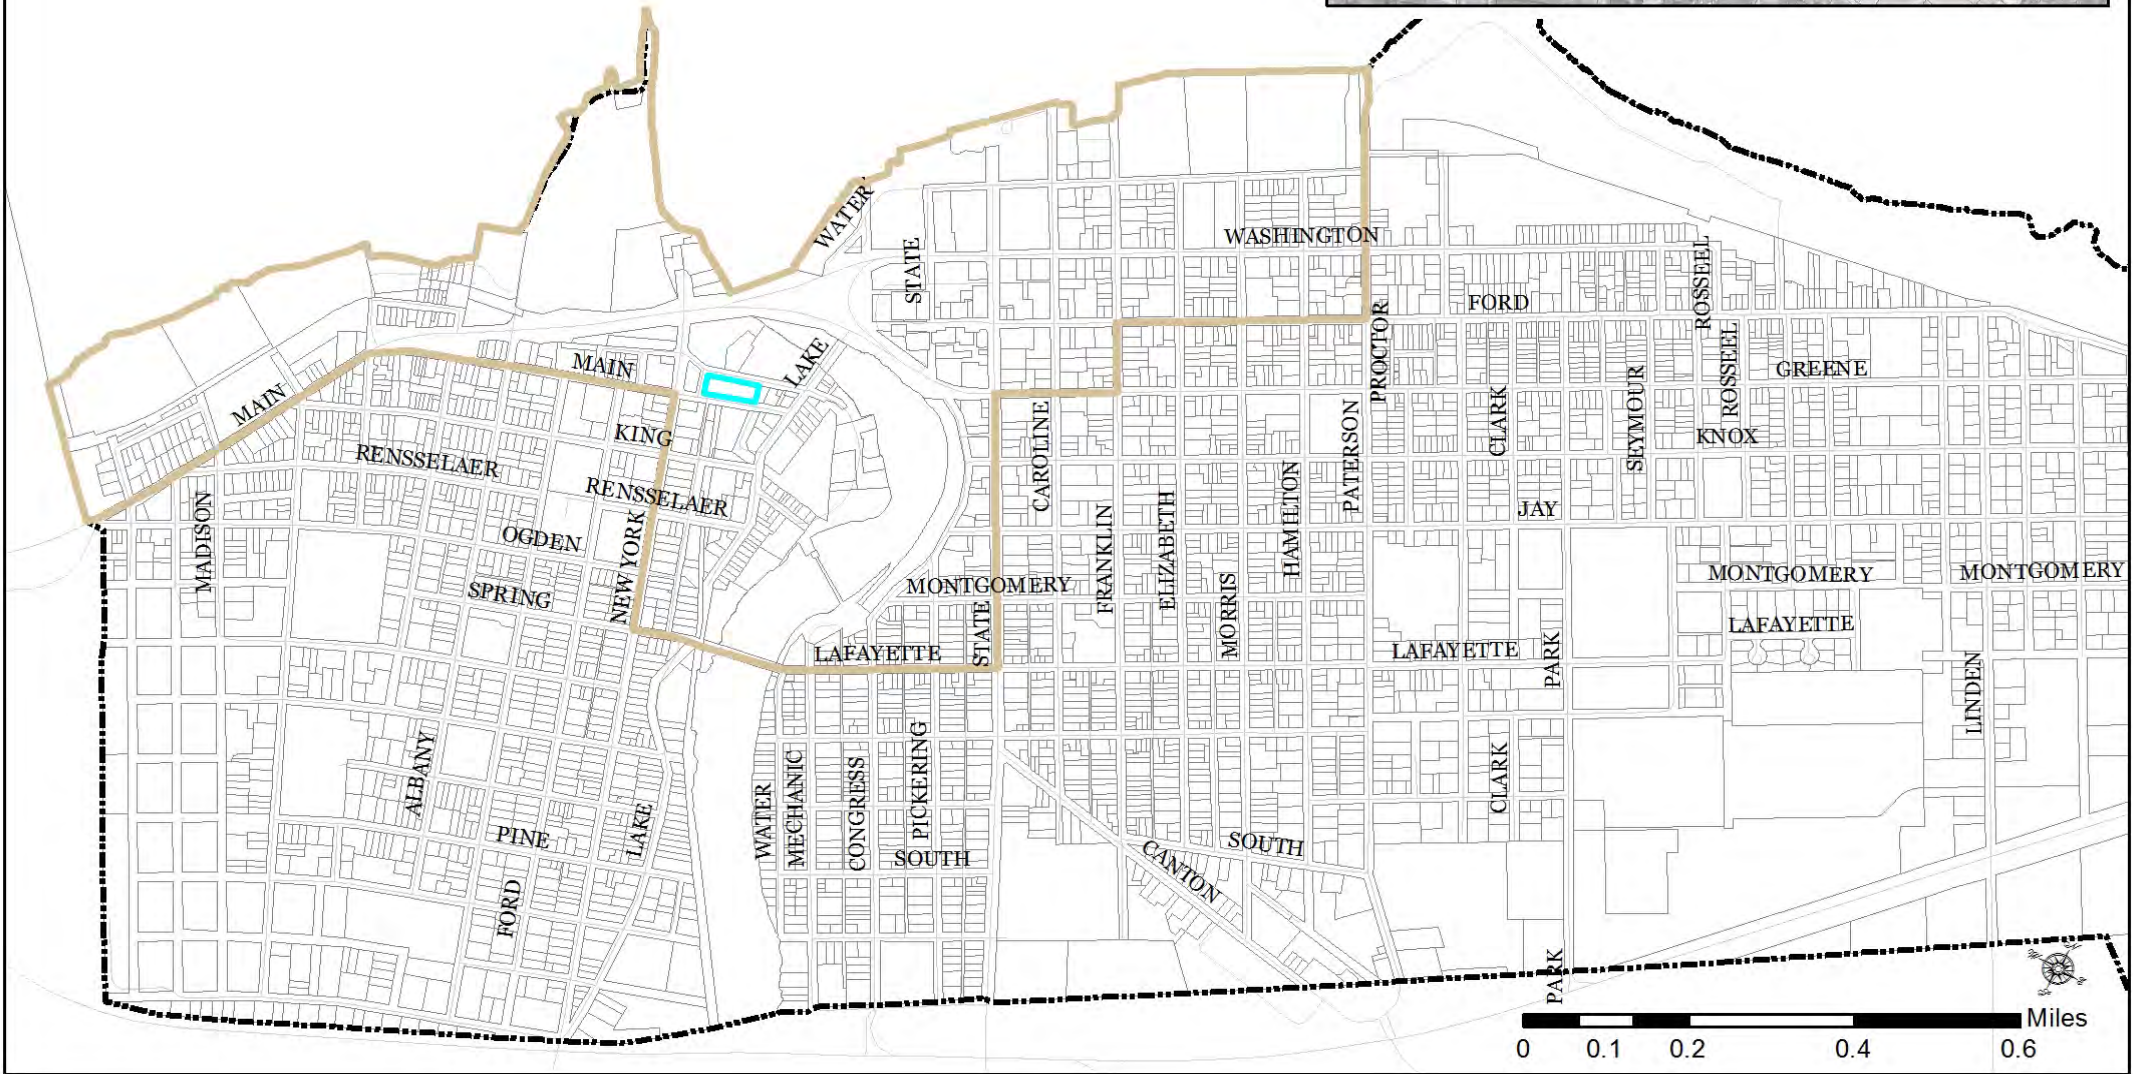 WATER
STATE
WASHINGTON
ROSSEEL
FORD
PROCTOR
MAIN
LAKE
MAIN
ROSSEEL
GREENE
SEYMOUR
CLARK
KING
CAROLINE
PATERSON
KNOX
RENSSELAER
RENSSELAER
HAMILTON
JAY
MADISON
NEW YORK
OGDEN
FRANKLIN
ELIZABETH
SPRING
MONTGOMERY
MORRIS
MONTGOMERY
MONTGOMERY
STATE
LAFAYETTE
LAFAYETTE
LAFAYETTE
PARK
LINDEN
ALBANY
PICKERING
CLARK
WATER
MECHANIC
CONGRESS
LAKE
PINE
SOUTH
SOUTH
CANTON
FORD
PARK
Miles
0 0.1 0.2 0.4 0.6